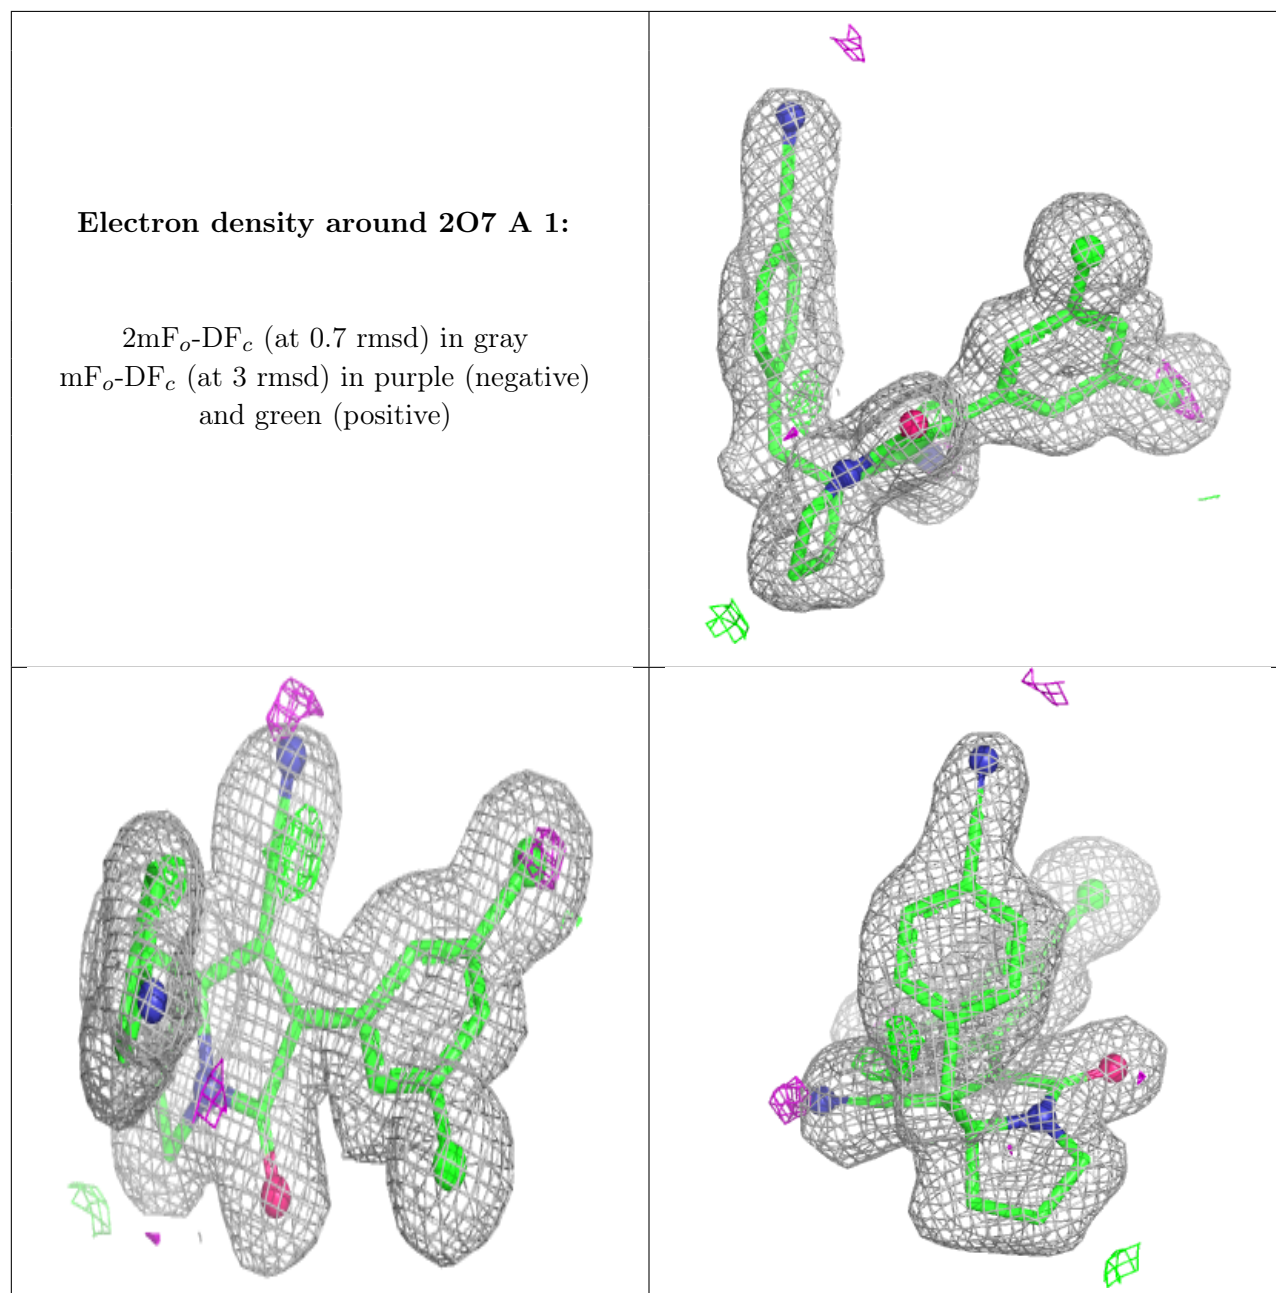 Electron density around 2O7 A 1:
2mFo-DFc (at 0.7 rmsd) in gray
mFo-DFc (at 3 rmsd) in purple (negative)
and green (positive)